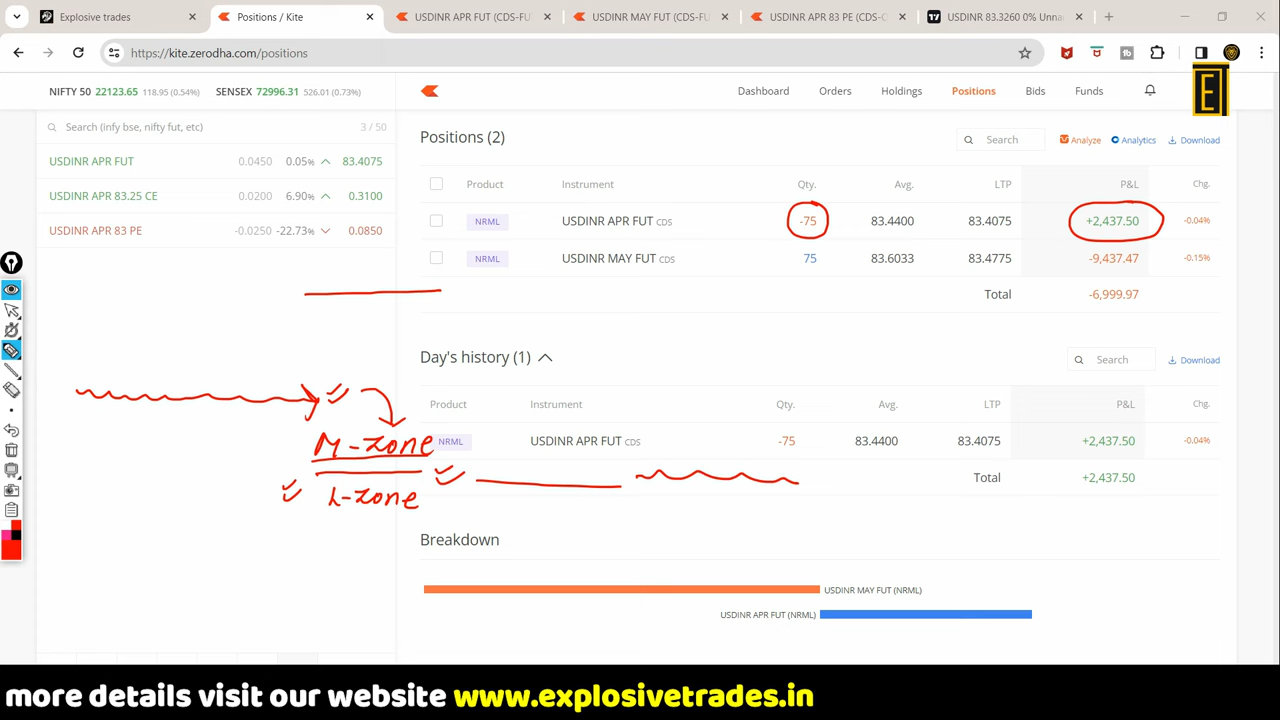 Explosive trades
Positions / Kite
USDINR APR FUT (CDS-FUT)
USDINR MAY FUT (CDS-FU
USDINR APR 83 PE (CDS-O
USDINR 83.3260 0% Unna
https://kite.zerodha.com/positions
NIFTY 50 22123.65 118.95 (0.54%) SENSEX 72996.31 526.01 (0.73%)
Dashboard Orders Holdings Positions Bids Funds
E
Search (infy bse, nifty fut, etc) 3 / 50
USDINR APR FUT 0.0450 0.05% 83.4075
USDINR APR 83.25 CE 0.0200 6.90% 0.3100
USDINR APR 83 PE -0.0250 -22.73% 0.0850
Positions (2) Search Analyze Analytics Download
Product Instrument Qty. Avg. LTP P&L Chg.
NRML USDINR APR FUT CDS -75 83.4400 83.4075 +2,437.50 -0.04%
NRML USDINR MAY FUT CDS 75 83.6033 83.4775 -9,437.47 -0.15%
Total -6,999.97
Day's history (1) Search Download
Product Instrument Qty. Avg. LTP P&L Chg.
NRML USDINR APR FUT CDS -75 83.4400 83.4075 +2,437.50 -0.04%
Total +2,437.50
M-zone
L-zone
Breakdown
USDINR MAY FUT (NRML)
USDINR APR FUT (NRML)
more details visit our website www.explosivetrades.in